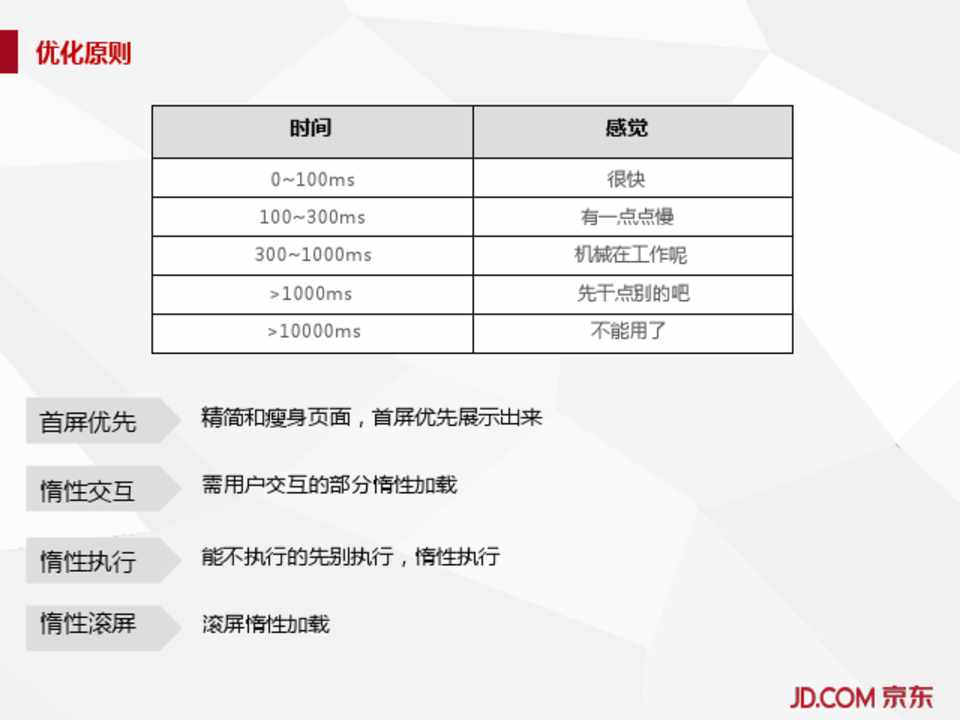 优化原则
时间 感觉
0~100ms 很快
100~300ms 有一点点慢
300~1000ms 机械在工作呢
>1000ms 先干点别的吧
>10000ms 不能用了
首屏优先 精简和瘦身页面，首屏优先展示出来
惰性交互 需用户交互的部分惰性加载
惰性执行 能不执行的先别执行，惰性执行
惰性滚屏 滚屏惰性加载
JD.COM 京东